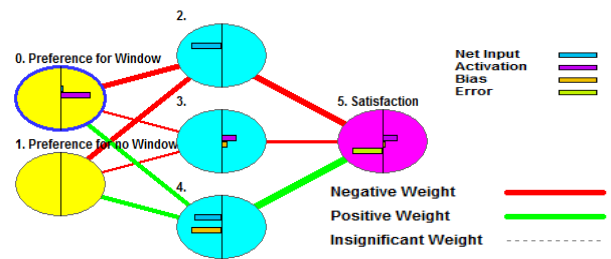 2.
0. Preference for Window
3.
1. Preference for no Window
4.
5. Satisfaction
Net Input
Activation
Bias
Error
Negative Weight
Positive Weight
Insignificant Weight